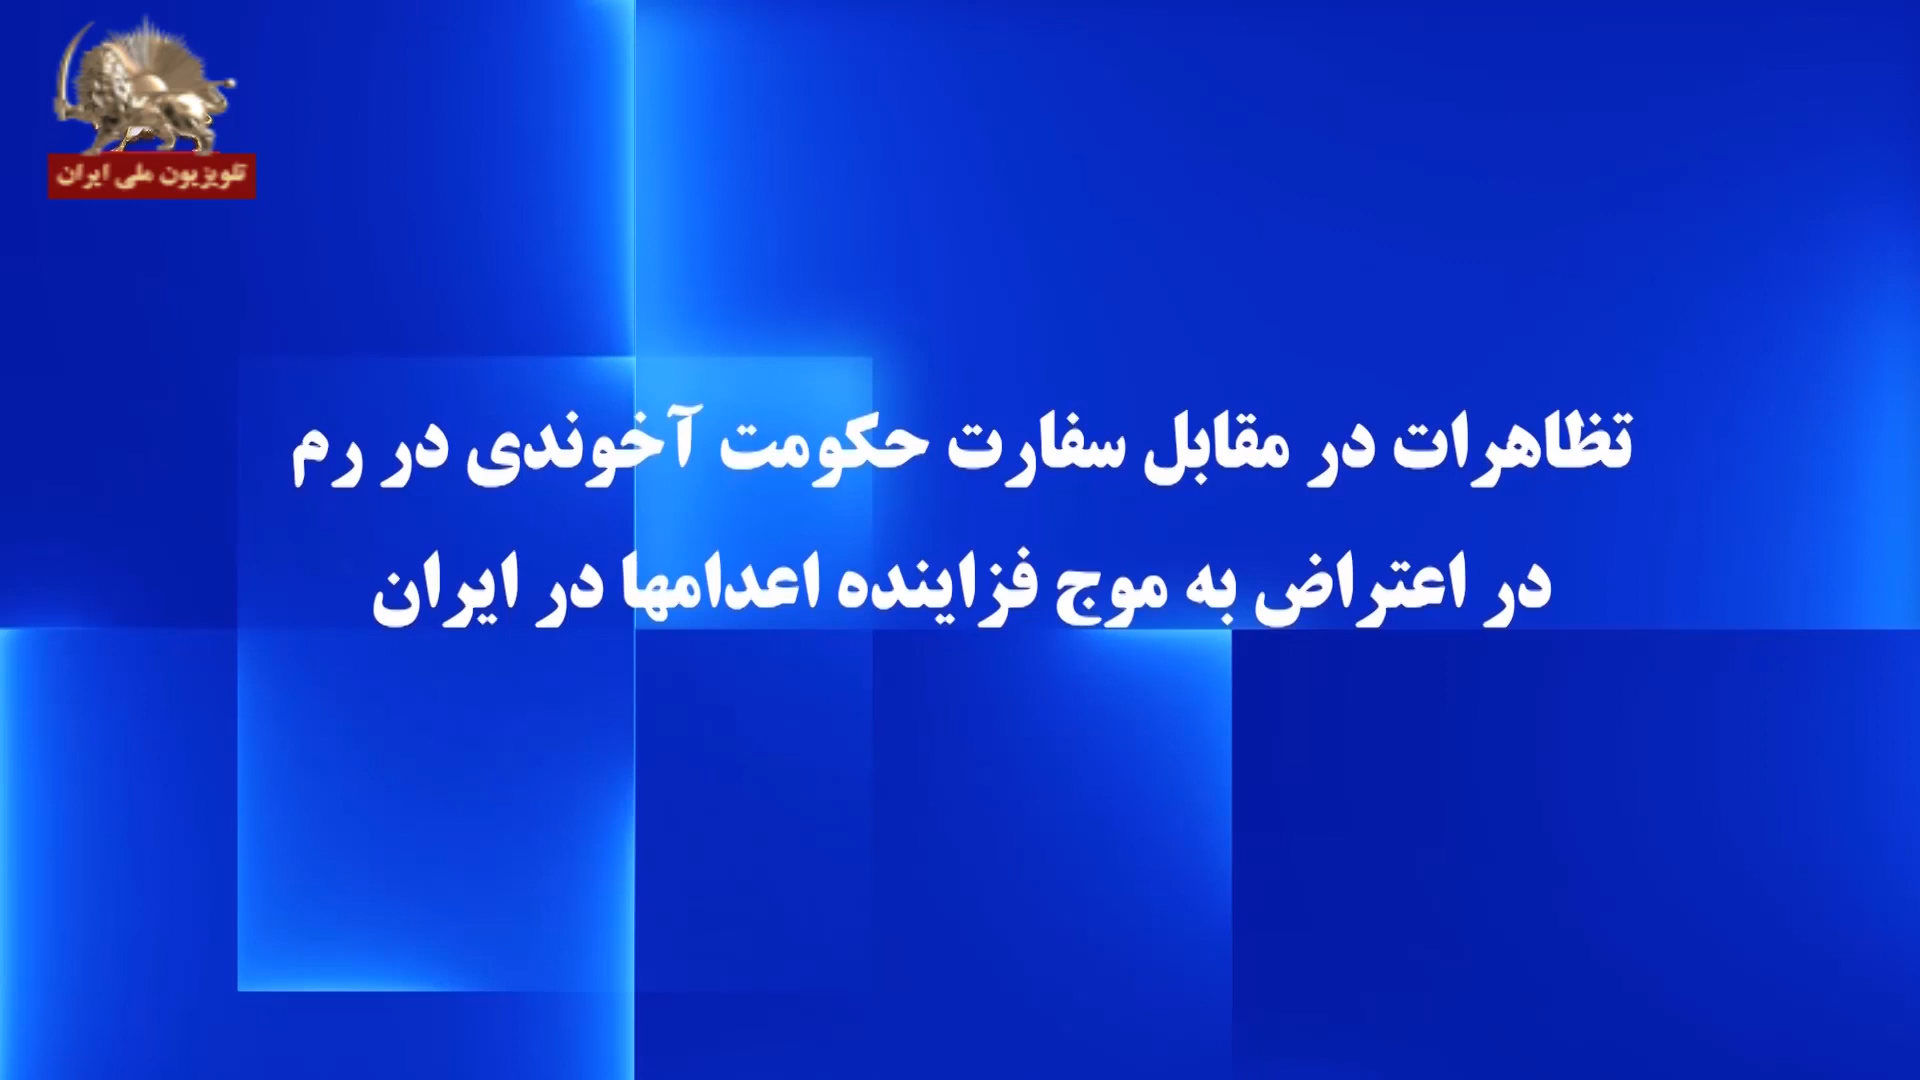 تلویزیون ملی ایران
تظاهرات در مقابل سفارت حکومت آخوندی در رم
در اعتراض به موج فزاینده اعدامها در ایران